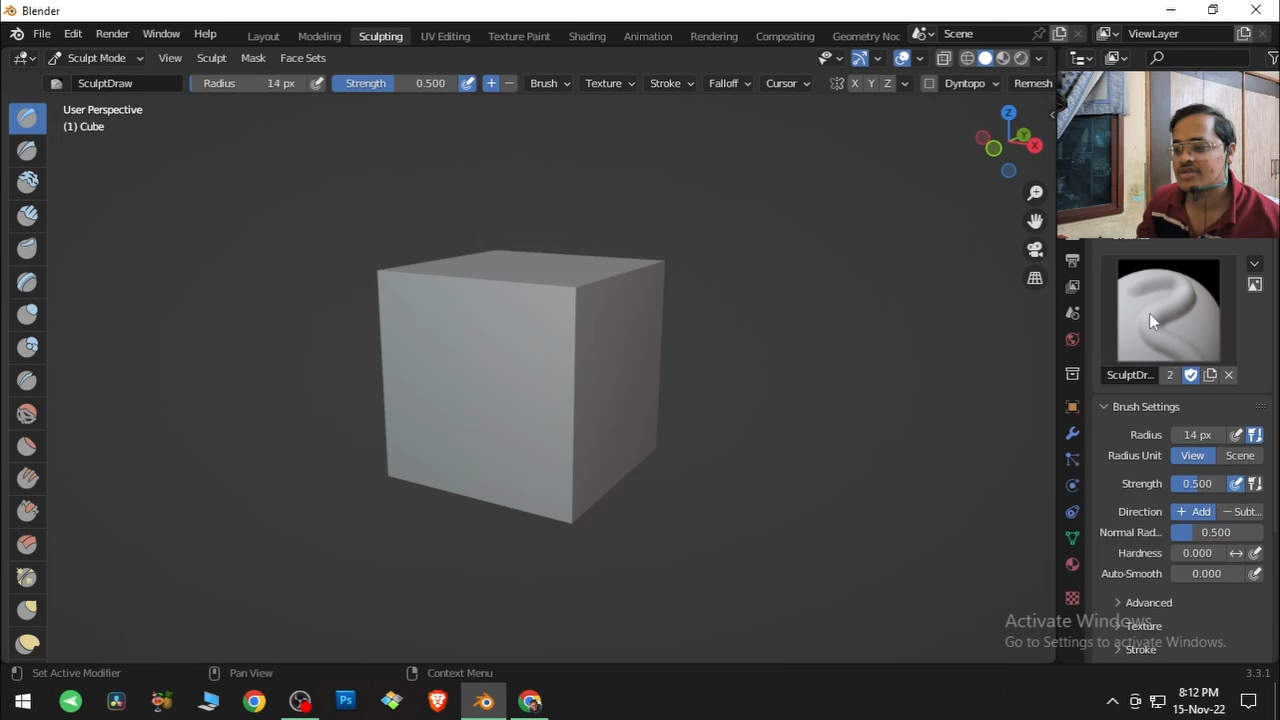 Blender
File Edit Render Window Help Layout Modeling Sculpting UV Editing Texture Paint Shading Animation Rendering Compositing Geometry Noc Scene ViewLayer
Sculpt Mode View Sculpt Mask Face Sets
SculptDraw Radius 14 px Strength 0.500 Brush Texture Stroke Falloff Cursor X Y Z Dyntopo Remesh
User Perspective
(1) Cube
Z
Y
X
SculptDr... 2
Brush Settings
Radius 14 px
Radius Unit View Scene
Strength 0.500
Direction + Add − Subt...
Normal Rad... 0.500
Hardness 0.000
Auto-Smooth 0.000
Advanced
Texture
Stroke
Activate Windows
Go to Settings to activate Windows.
Set Active Modifier Pan View Context Menu 3.3.1
Ps
8:12 PM
15-Nov-22